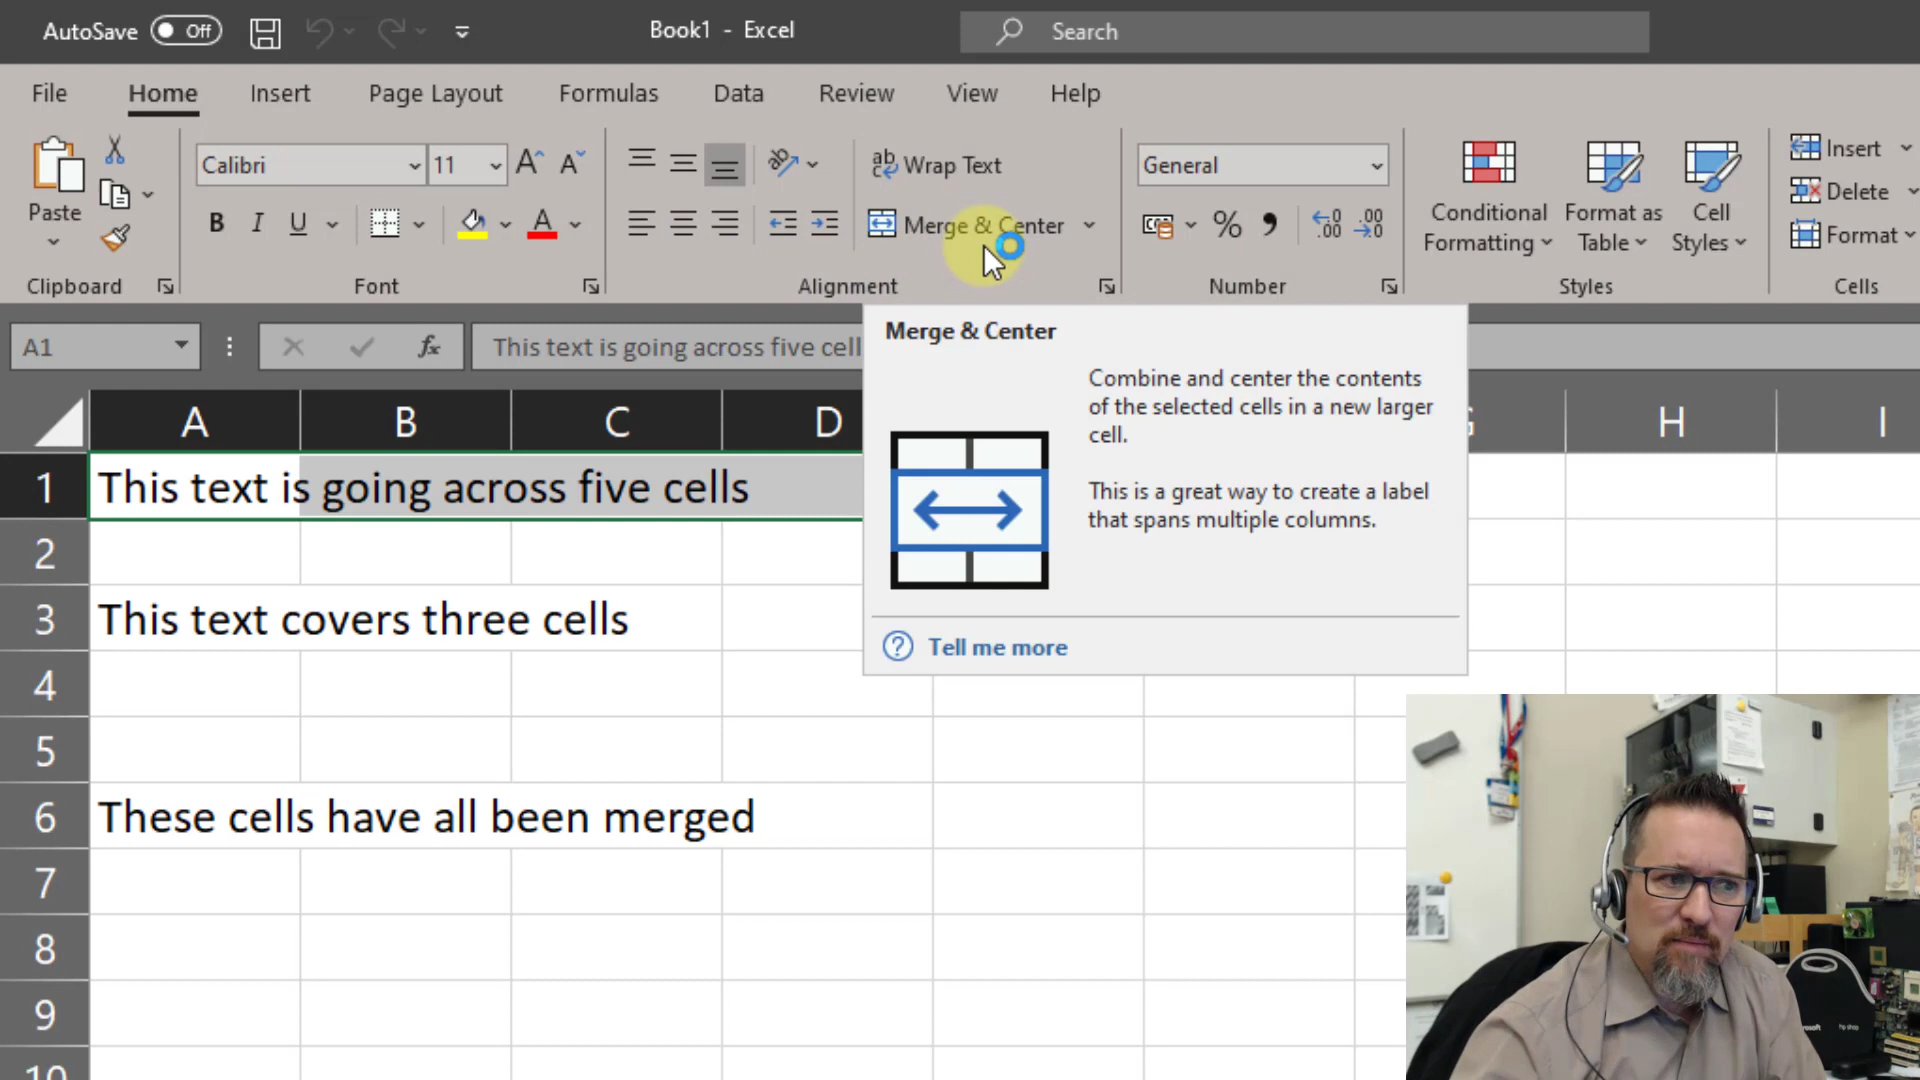 AutoSave Off Book1 - Excel Search
File Home Insert Page Layout Formulas Data Review View Help
Paste
Clipboard
Calibri 11
B I U A
Font
ab Wrap Text
Merge & Center
Alignment
General
% .00 .00
Number
Conditional Formatting
Format as Table
Cell Styles
Styles
Insert
Delete
Format
Cells
A1 fx This text is going across five cell
Merge & Center
Combine and center the contents
of the selected cells in a new larger
cell.
This is a great way to create a label
that spans multiple columns.
? Tell me more
A B C D G H I
1 This text is going across five cells
2
3 This text covers three cells
4
5
6 These cells have all been merged
7
8
9
10